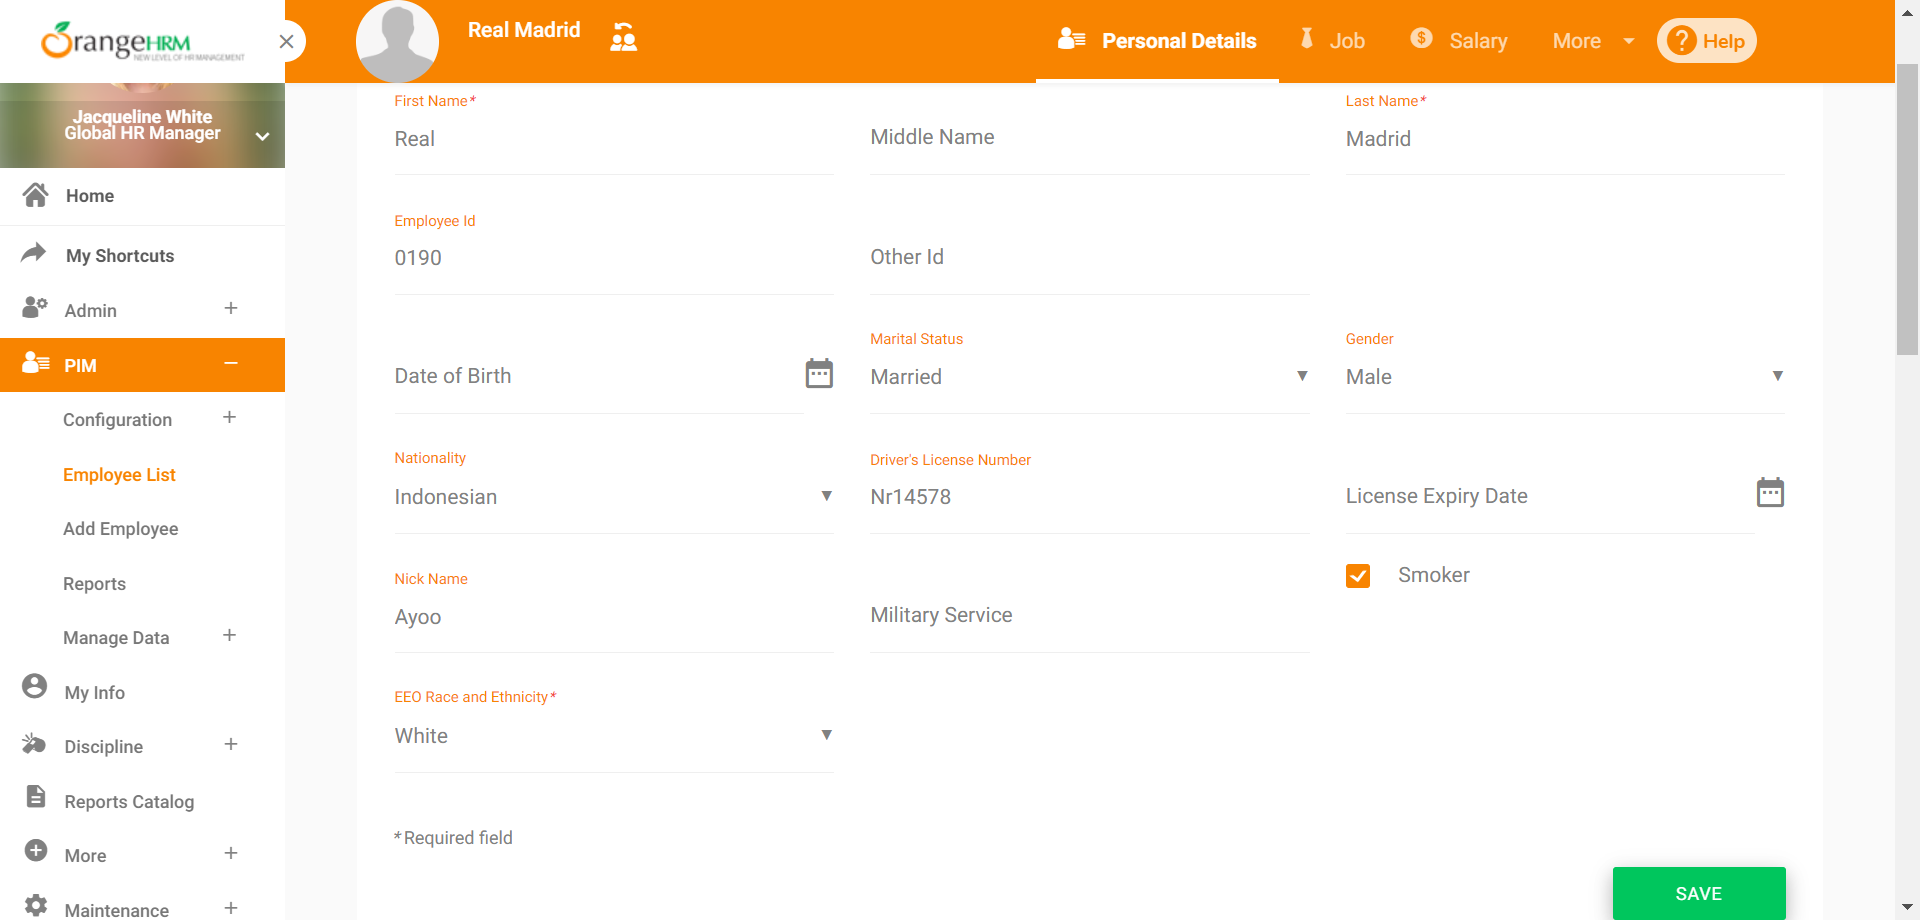 OrangeHRM
NEW LEVEL OF HR MANAGEMENT
Real Madrid
Personal Details
Job
Salary
More
? Help
Jacqueline White
Global HR Manager
Home
My Shortcuts
Admin
PIM
Configuration
Employee List
Add Employee
Reports
Manage Data
My Info
Discipline
Reports Catalog
More
Maintenance
First Name*
Real
Middle Name
Last Name*
Madrid
Employee Id
0190
Other Id
Date of Birth
Marital Status
Married
Gender
Male
Nationality
Indonesian
Driver's License Number
Nr14578
License Expiry Date
Nick Name
Ayoo
Military Service
Smoker
EEO Race and Ethnicity*
White
* Required field
SAVE